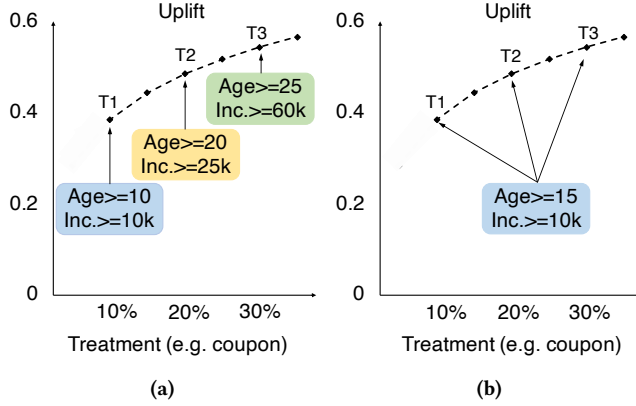 Uplift
0.6
T3
T2
Age>=25
Inc.>=60k
T1
0.4
Age>=20
Inc.>=25k
Age>=10
Inc.>=10k
0.2
0
10% 20% 30%
Treatment (e.g. coupon)
(a)
Uplift
0.6
T3
T2
T1
0.4
Age>=15
Inc.>=10k
0.2
0
10% 20% 30%
Treatment (e.g. coupon)
(b)